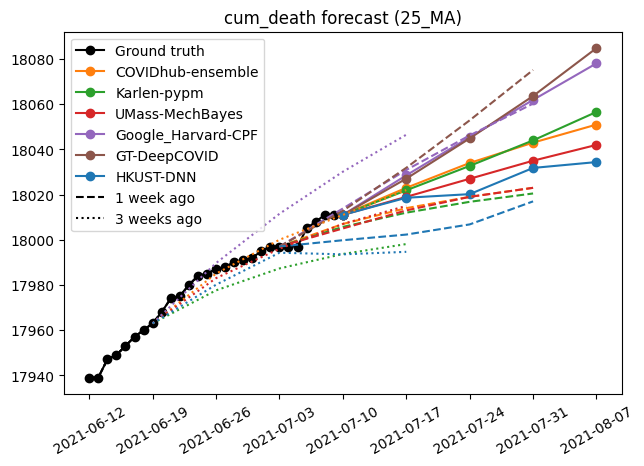 cum_death forecast (25_MA)
Ground truth
COVIDhub-ensemble
Karlen-pypm
UMass-MechBayes
Google_Harvard-CPF
GT-DeepCOVID
HKUST-DNN
1 week ago
3 weeks ago
18080
18060
18040
18020
18000
17980
17960
17940
2021-06-12
2021-06-19
2021-06-26
2021-07-03
2021-07-10
2021-07-17
2021-07-24
2021-07-31
2021-08-07